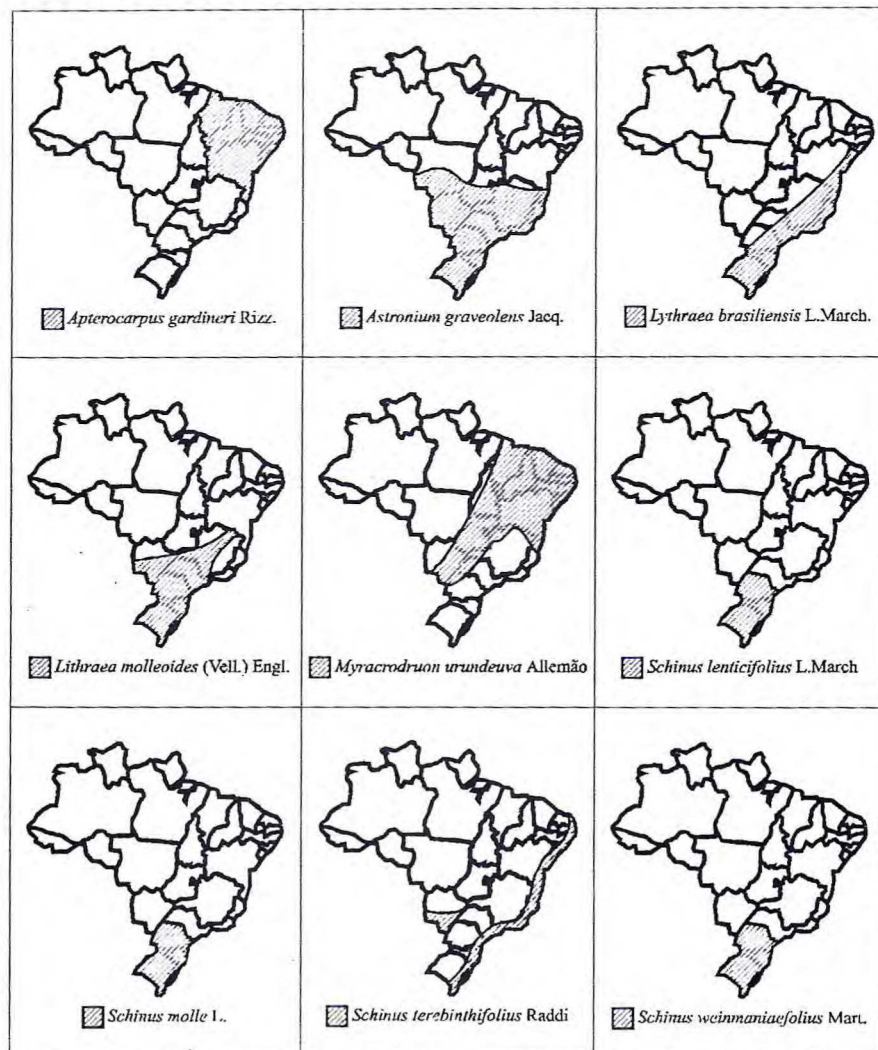 Apterocarpus gardineri Rizz.
Astronium graveolens Jacq.
Lythraea brasiliensis L.March.
Lithraea molleoides (Vell.) Engl.
Myracrodruon urundeuva Allemão
Schinus lenticifolius L.March
Schinus molle L.
Schinus terebinthifolius Raddi
Schinus weinmaniaefolius Mart.